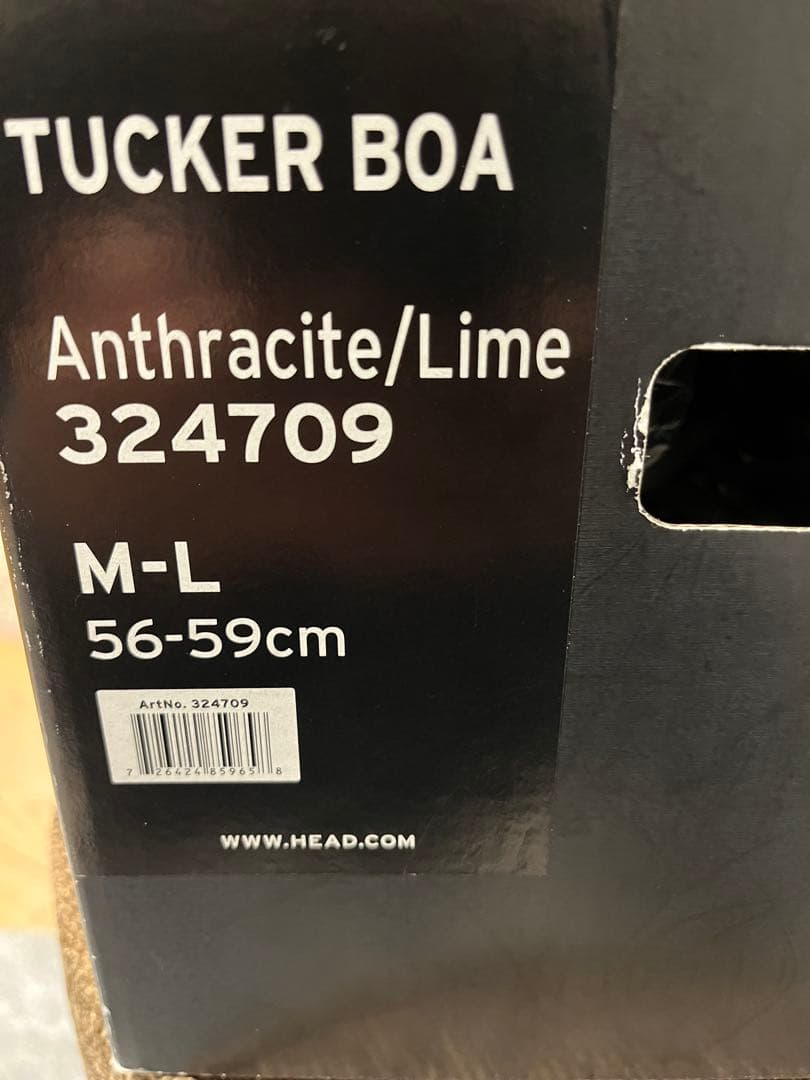 TUCKER BOA
Anthracite/Lime
324709
M-L
56-59cm
ArtNo. 324709
7 26424 85965 8
WWW.HEAD.COM